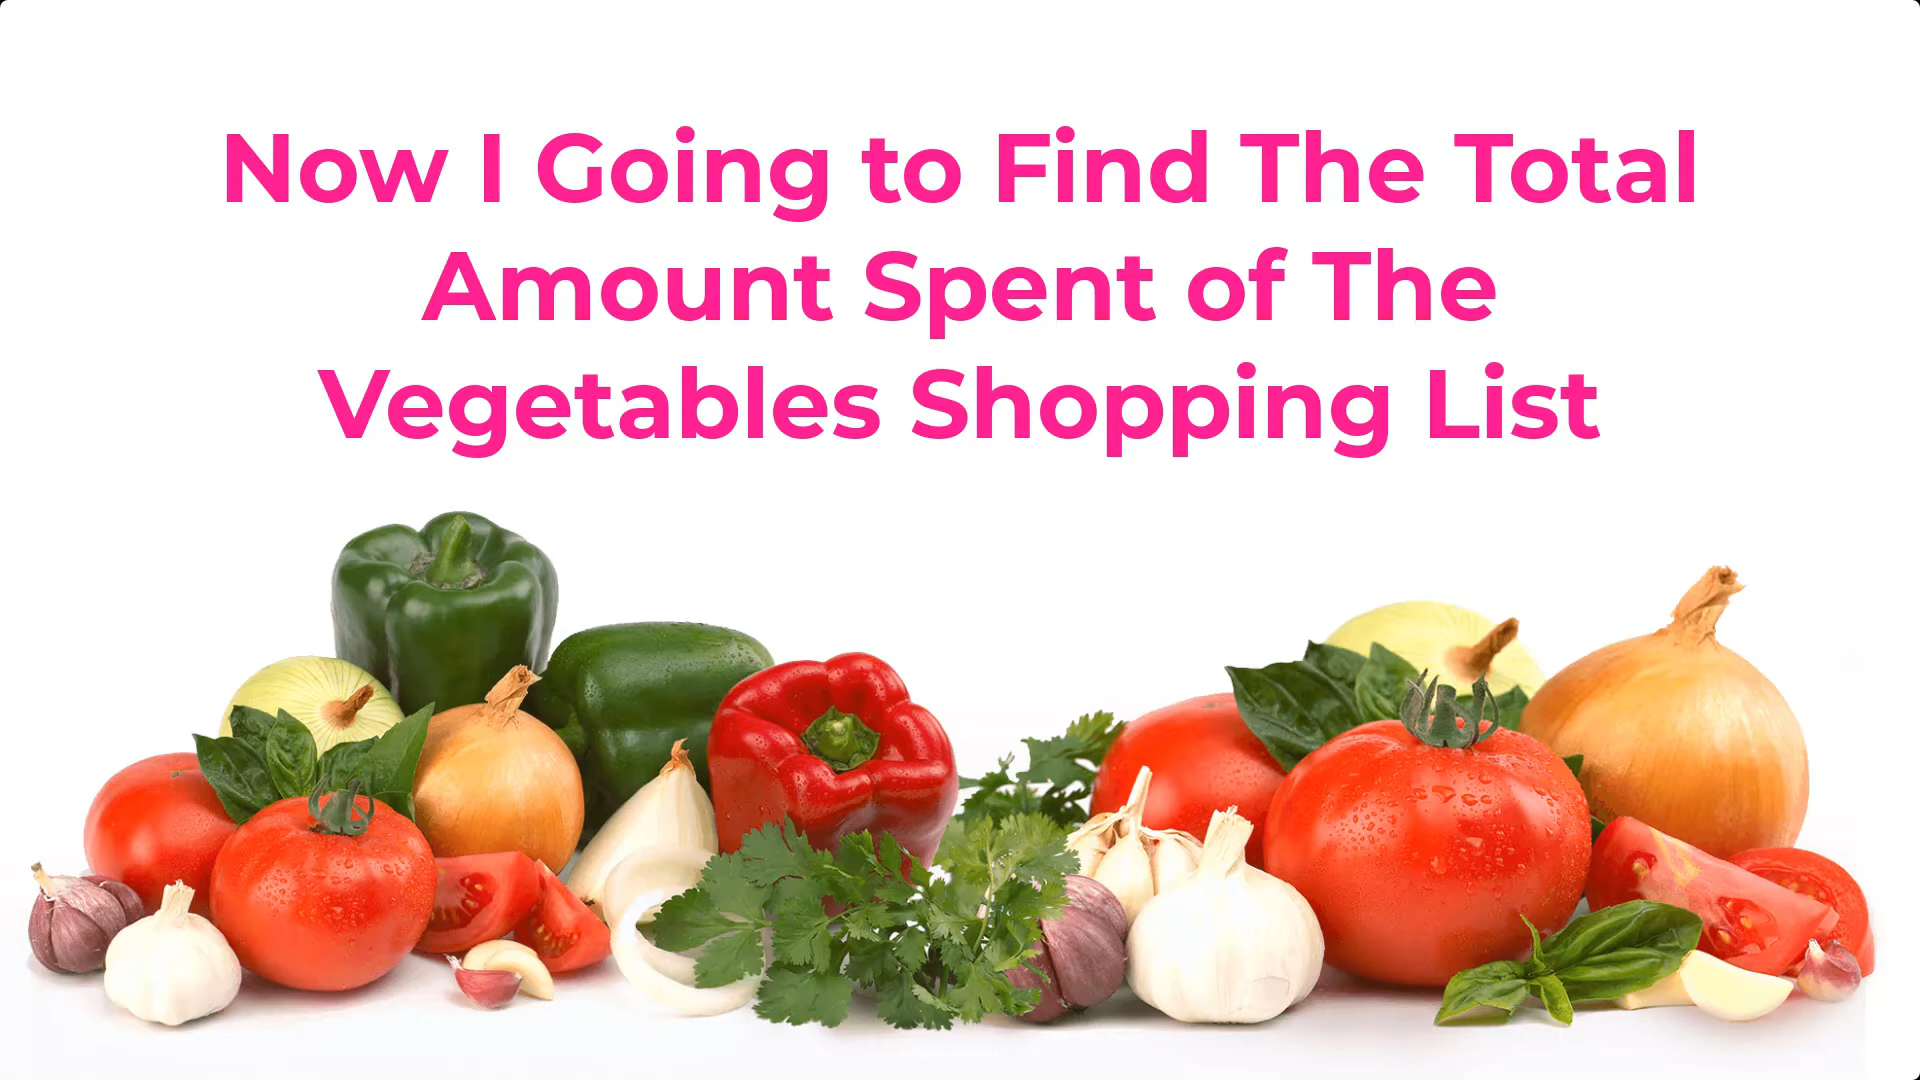 Now I Going to Find The Total
Amount Spent of The
Vegetables Shopping List